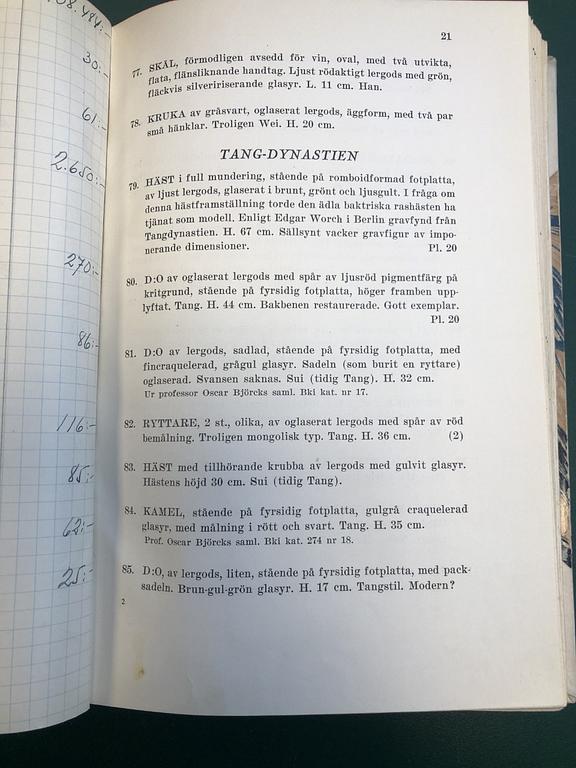 108.484:-
30:-
61:-
2.650:-
270:-
86:-
116:-
85:-
62:-
25:-
21
77. SKÅL, förmodligen avsedd för vin, oval, med två utvikta,
flata, flänsliknande handtag. Ljust rödaktigt lergods med grön,
fläckvis silveririserande glasyr. L. 11 cm. Han.
78. KRUKA av gråsvart, oglaserat lergods, äggform, med två par
små hänklar. Troligen Wei. H. 20 cm.
TANG-DYNASTIEN
79. HÄST i full mundering, stående på romboidformad fotplatta,
av ljust lergods, glaserat i brunt, grönt och ljusgult. I fråga om
denna hästframställning torde den ädla baktriska rashästen ha
tjänat som modell. Enligt Edgar Worch i Berlin gravfynd från
Tangdynastien. H. 67 cm. Sällsynt vacker gravfigur av impo-
nerande dimensioner. Pl. 20
80. D:O av oglaserat lergods med spår av ljusröd pigmentfärg på
kritgrund, stående på fyrsidig fotplatta, höger framben upp-
lyftat. Tang. H. 44 cm. Bakbenen restaurerade. Gott exemplar.
Pl. 20
81. D:O av lergods, sadlad, stående på fyrsidig fotplatta, med
fincraquelerad, grågul glasyr. Sadeln (som burit en ryttare)
oglaserad. Svansen saknas. Sui (tidig Tang). H. 32 cm.
Ur professor Oscar Björcks saml. Bki kat. nr 17.
82. RYTTARE, 2 st., olika, av oglaserat lergods med spår av röd
bemålning. Troligen mongolisk typ. Tang. H. 36 cm. (2)
83. HÄST med tillhörande krubba av lergods med gulvit glasyr.
Hästens höjd 30 cm. Sui (tidig Tang).
84. KAMEL, stående på fyrsidig fotplatta, gulgrå craquelerad
glasyr, med målning i rött och svart. Tang. H. 35 cm.
Prof. Oscar Björcks saml. Bki kat. 274 nr 18.
85. D:O, av lergods, liten, stående på fyrsidig fotplatta, med pack-
sadeln. Brun-gul-grön glasyr. H. 17 cm. Tangstil. Modern?
2